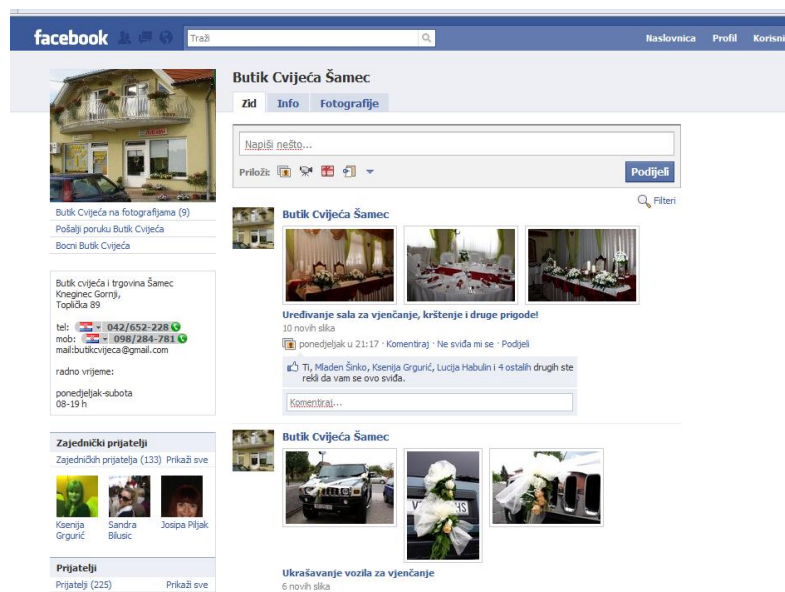 facebook
Traži
Naslovnica Profil Korisni
Butik Cvijeća Šamec
Zid Info Fotografije
Napiši nešto...
Priloži:
Podijeli
Filteri
Butik Cvijeća na fotografijama (9)
Pošalji poruku Butik Cvijeća
Bocni Butik Cvijeća
Butik cvijeća i trgovina Šamec
Kneginec Gornji,
Toplička 89
tel: 042/652-228
mob: 098/284-781
mail:butikcvijeca@gmail.com
radno vrijeme:
ponedjeljak-subota
08-19 h
Zajednički prijatelji
Zajedničkih prijatelja (133) Prikaži sve
Ksenija Grgurić
Sandra Bilusic
Josipa Piljak
Prijatelji
Prijatelji (225) Prikaži sve
Butik Cvijeća Šamec
Uređivanje sala za vjenčanje, krštenje i druge prigode!
10 novih slika
ponedjeljak u 21:17 · Komentiraj · Ne sviđa mi se · Podijeli
Ti, Mladen Šinko, Ksenija Grgurić, Lucija Habulin i 4 ostalih drugih ste
rekli da vam se ovo sviđa.
Komentiraj...
Butik Cvijeća Šamec
Ukrašavanje vozila za vjenčanje
6 novih slika